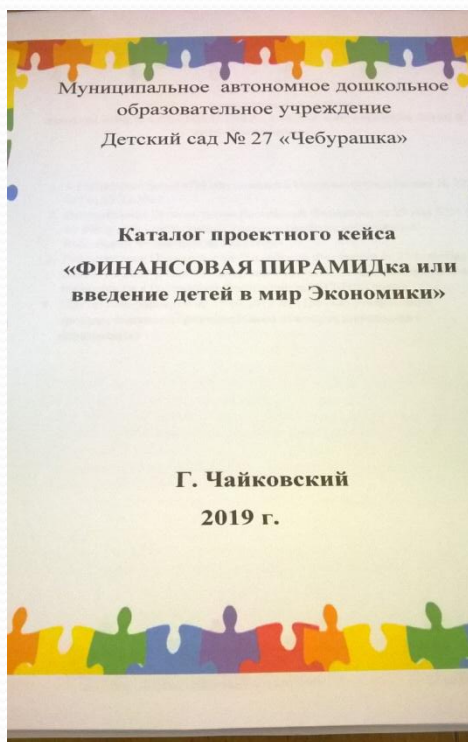 Муниципальное автономное дошкольное
образовательное учреждение
Детский сад № 27 «Чебурашка»
Каталог проектного кейса
«ФИНАНСОВАЯ ПИРАМИДка или
введение детей в мир Экономики»
Г. Чайковский
2019 г.